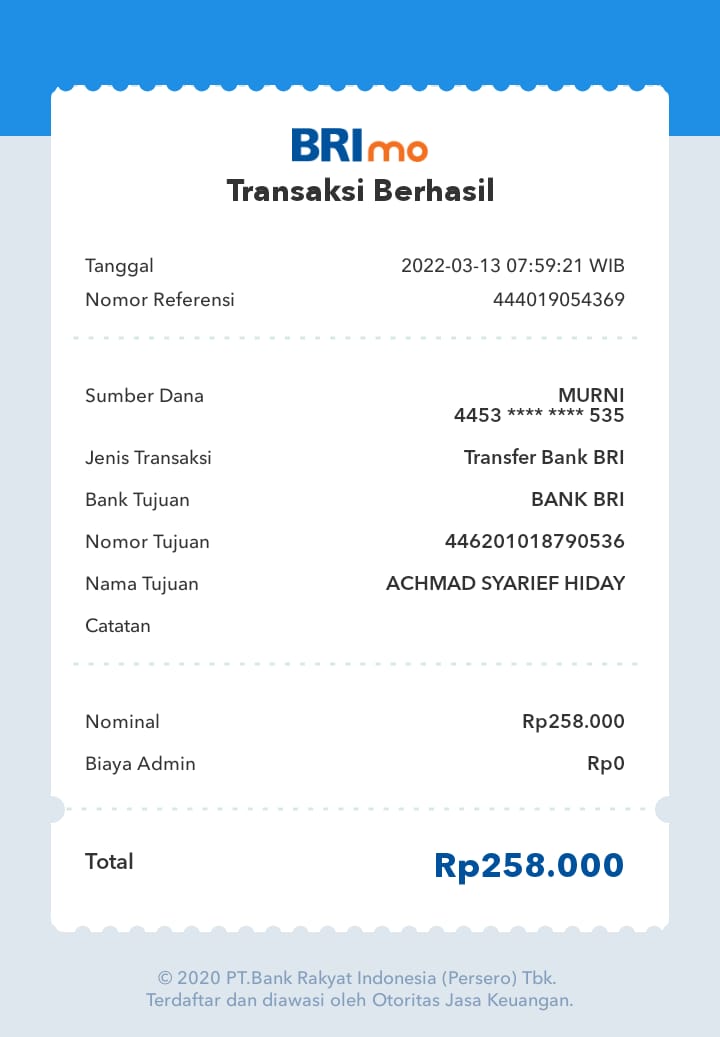 BRImo
Transaksi Berhasil
Tanggal 2022-03-13 07:59:21 WIB
Nomor Referensi 444019054369
Sumber Dana MURNI
4453 **** **** 535
Jenis Transaksi Transfer Bank BRI
Bank Tujuan BANK BRI
Nomor Tujuan 446201018790536
Nama Tujuan ACHMAD SYARIEF HIDAY
Catatan
Nominal Rp258.000
Biaya Admin Rp0
Total Rp258.000
© 2020 PT.Bank Rakyat Indonesia (Persero) Tbk.
Terdaftar dan diawasi oleh Otoritas Jasa Keuangan.